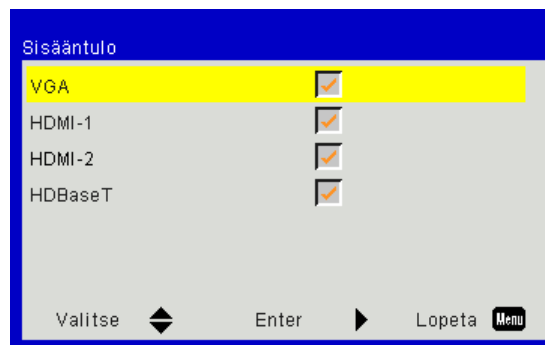 Sisääntulo
VGA
HDMI-1
HDMI-2
HDBaseT
Valitse Enter Lopeta Menu